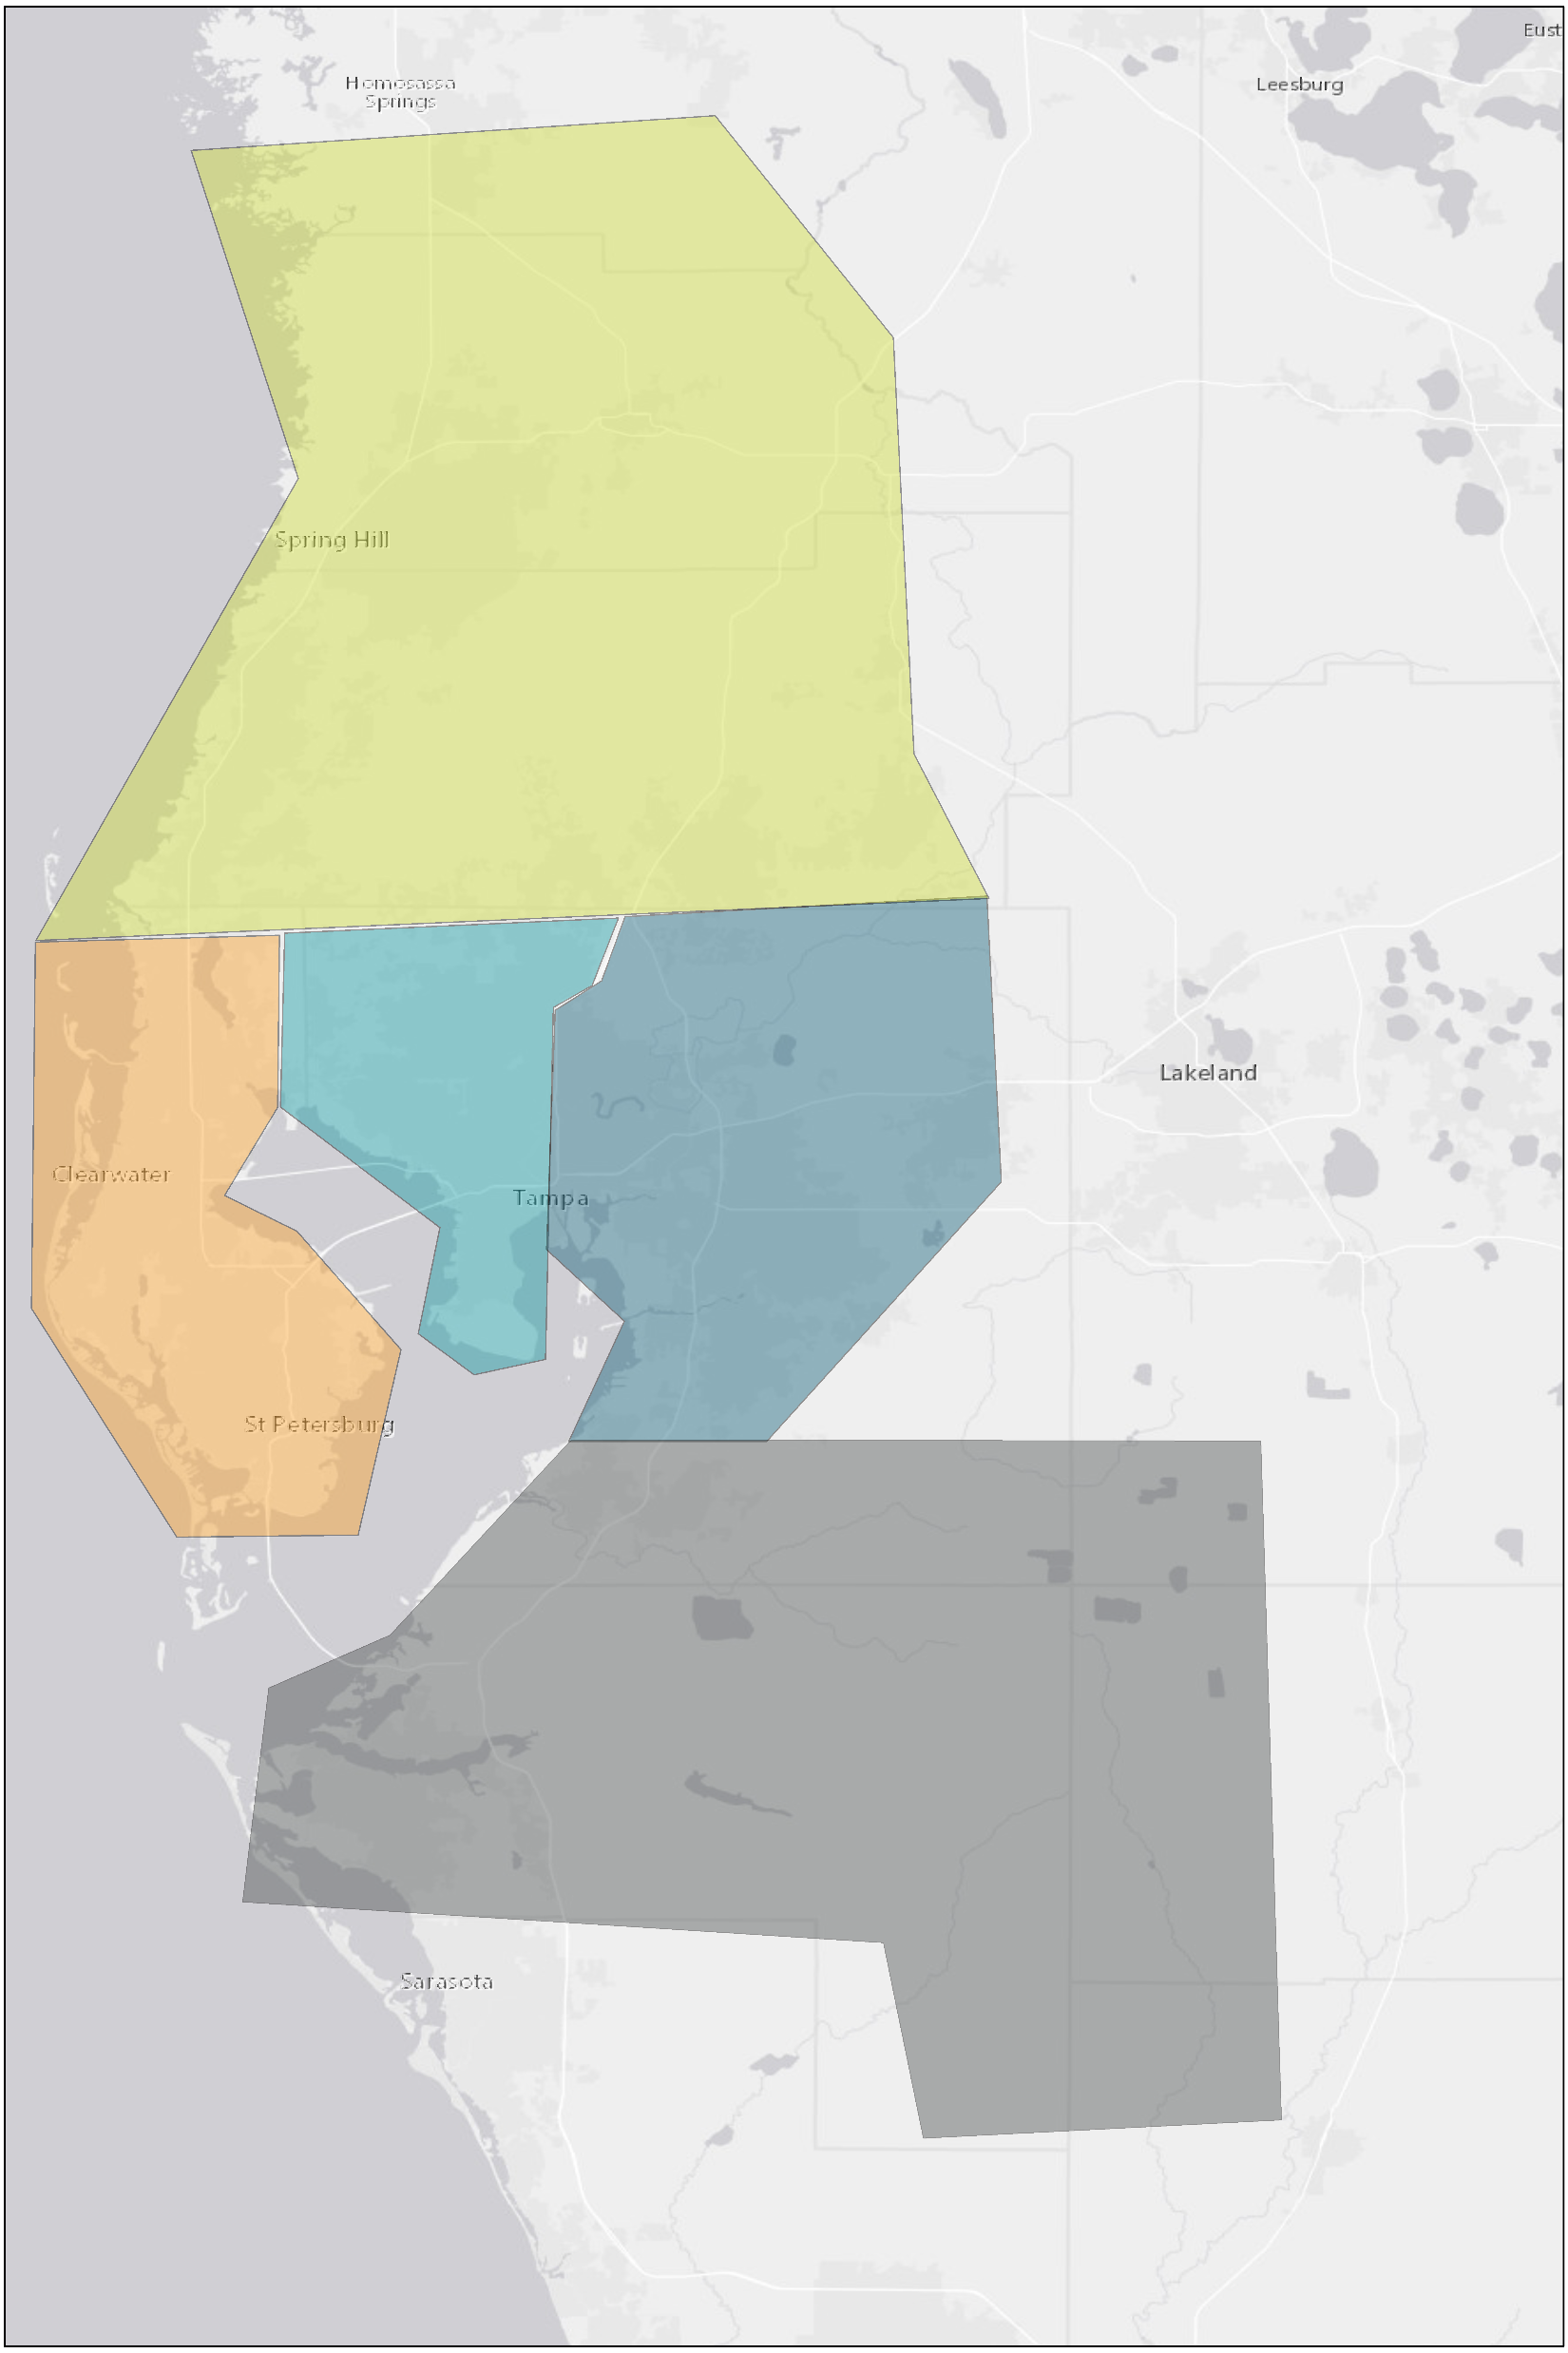 Eust
Homosassa
Springs
Leesburg
Spring Hill
Lakeland
Clearwater
Tampa
St Petersburg
Sarasota